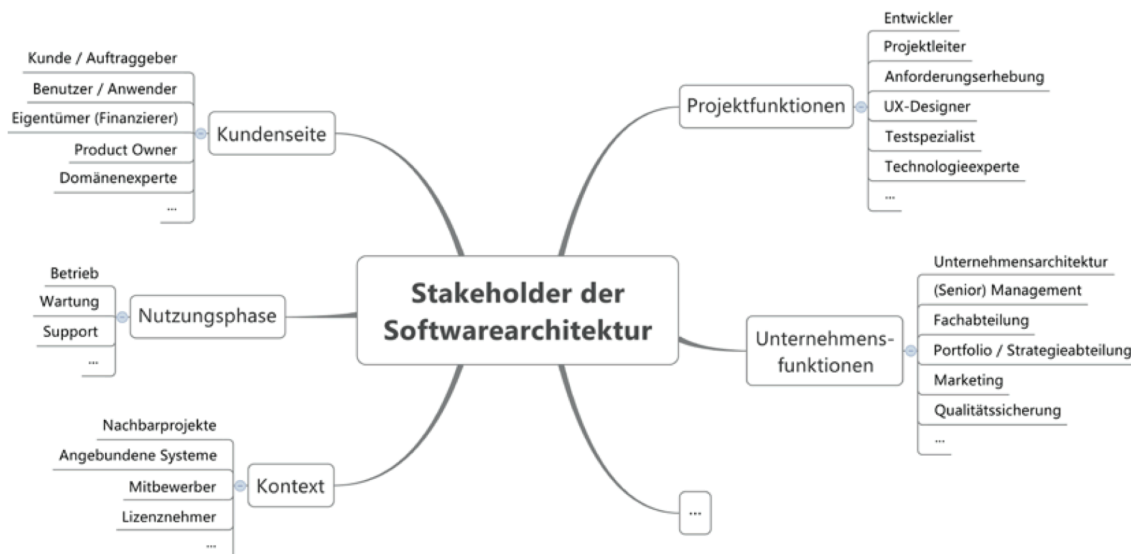 Kunde / Auftraggeber
Benutzer / Anwender
Eigentümer (Finanzierer)
Product Owner
Domänenexperte
...
Kundenseite
Betrieb
Wartung
Support
...
Nutzungsphase
Nachbarprojekte
Angebundene Systeme
Mitbewerber
Lizenznehmer
...
Kontext
Stakeholder der
Softwarearchitektur
Projektfunktionen
Entwickler
Projektleiter
Anforderungserhebung
UX-Designer
Testspezialist
Technologieexperte
...
Unternehmens-
funktionen
Unternehmensarchitektur
(Senior) Management
Fachabteilung
Portfolio / Strategieabteilung
Marketing
Qualitätssicherung
...
...